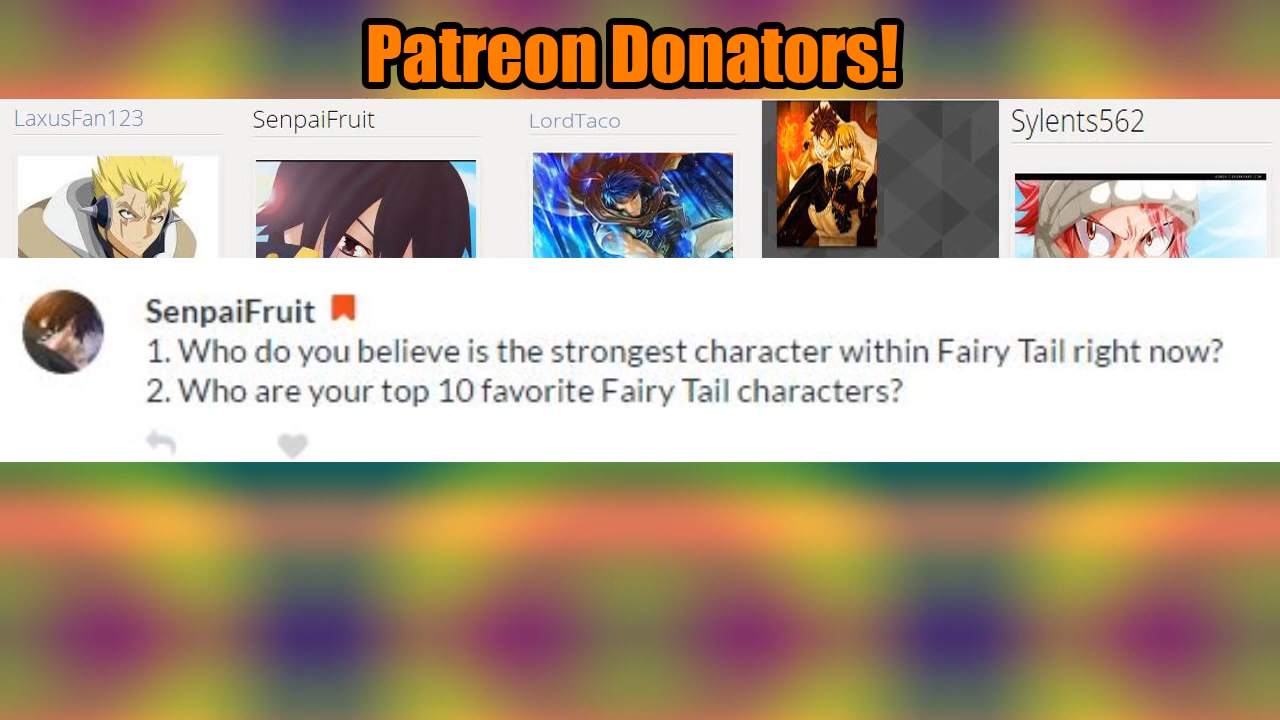 Patreon Donators!
LaxusFan123
SenpaiFruit
LordTaco
Sylents562
SenpaiFruit
1. Who do you believe is the strongest character within Fairy Tail right now?
2. Who are your top 10 favorite Fairy Tail characters?